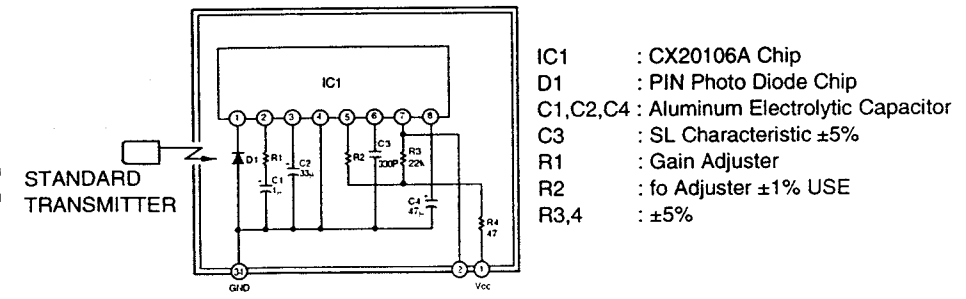 IC1
1 2 3 4 5 6 7 8
D1
R1
C1
1μ
C2
33μ
R2
C3
330P
R3
22k
C4
47μ
R4
47
STANDARD
TRANSMITTER
2 1
GND
Vcc
IC1 : CX20106A Chip
D1 : PIN Photo Diode Chip
C1,C2,C4 : Aluminum Electrolytic Capacitor
C3 : SL Characteristic ±5%
R1 : Gain Adjuster
R2 : fo Adjuster ±1% USE
R3,4 : ±5%